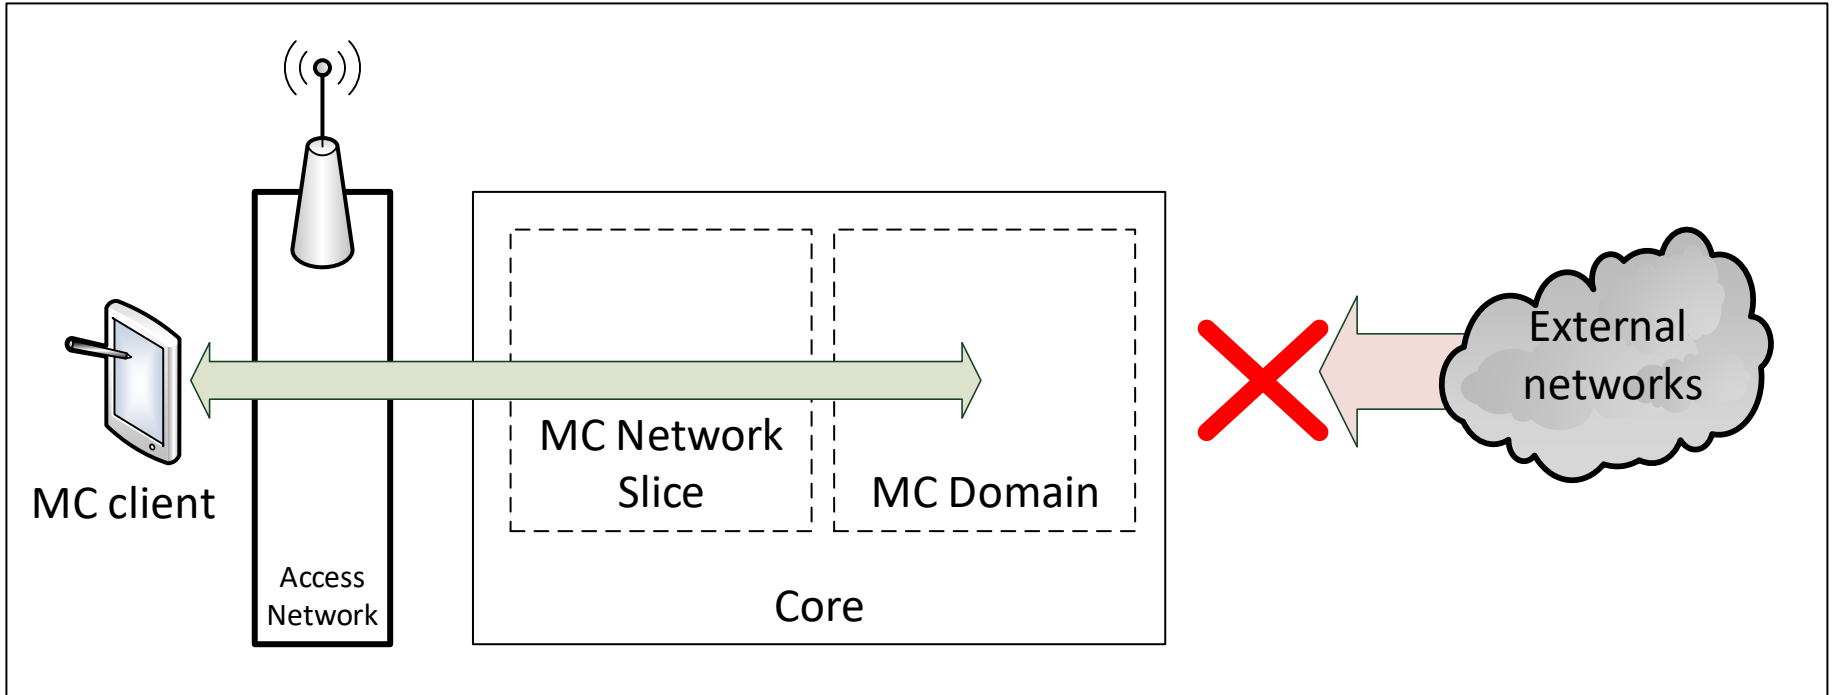 MC client
Access
Network
MC Network
Slice
MC Domain
Core
External
networks